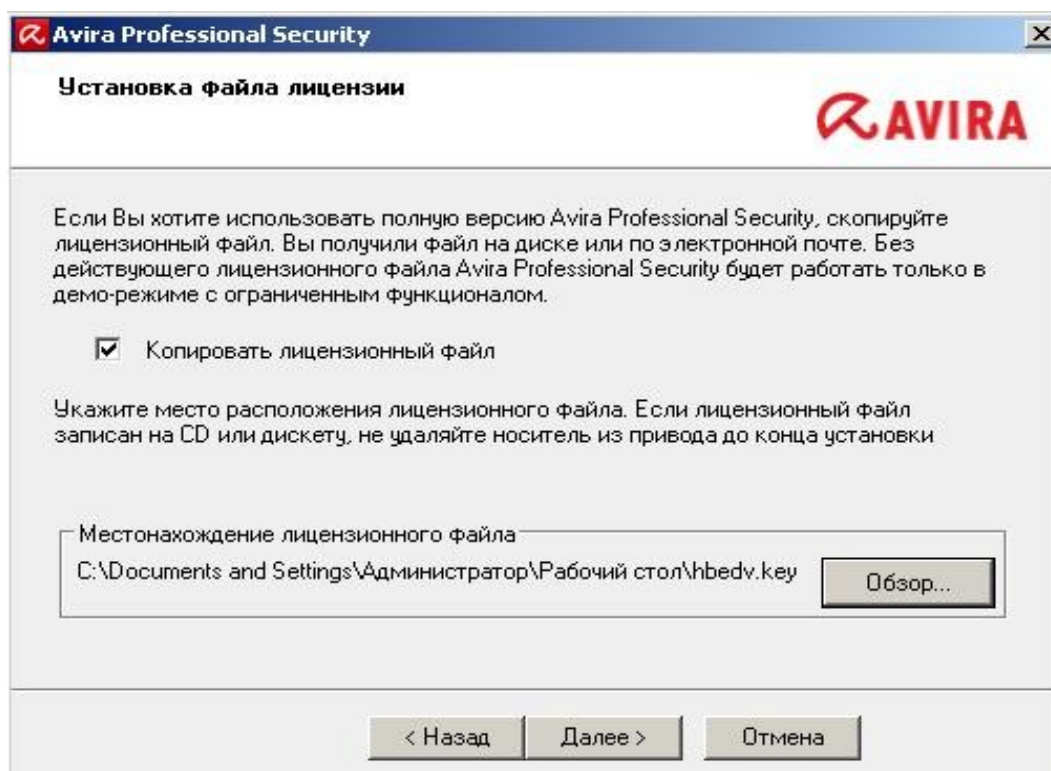 Avira Professional Security
Установка файла лицензии
AVIRA
Если Вы хотите использовать полную версию Avira Professional Security, скопируйте
лицензионный файл. Вы получили файл на диске или по электронной почте. Без
действующего лицензионного файла Avira Professional Security будет работать только в
демо-режиме с ограниченным функционалом.
Копировать лицензионный файл
Укажите место расположения лицензионного файла. Если лицензионный файл
записан на CD или дискету, не удаляйте носитель из привода до конца установки
Местонахождение лицензионного файла
C:\Documents and Settings\Администратор\Рабочий стол\hbedv.key
Обзор...
< Назад
Далее >
Отмена